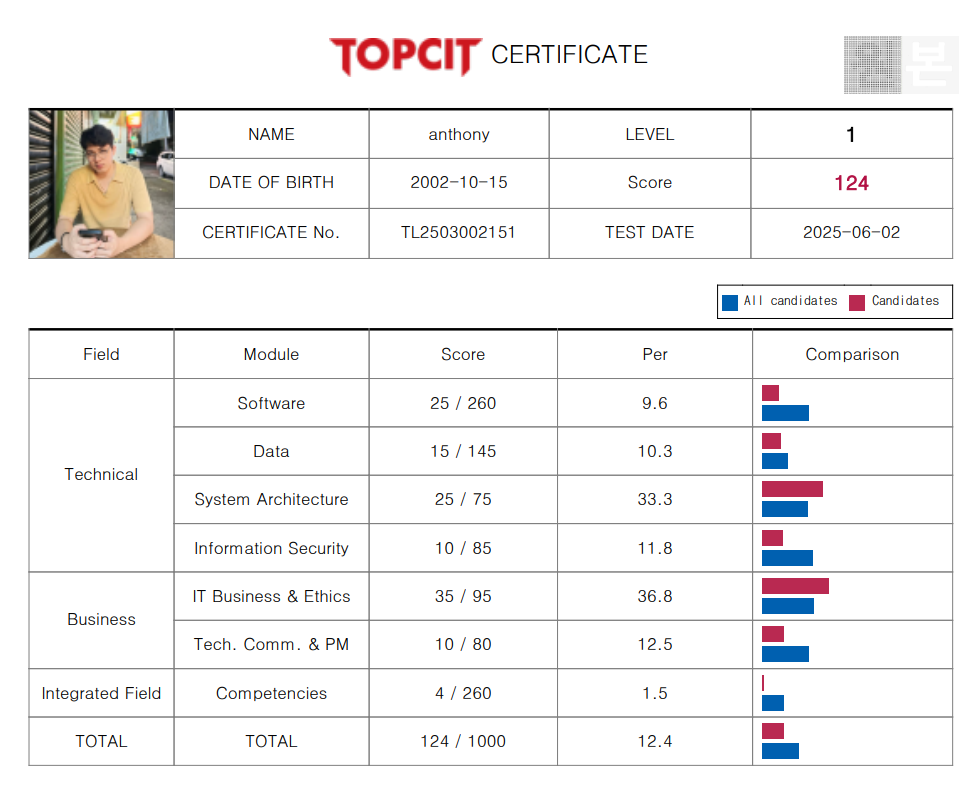 TOPCIT CERTIFICATE
원본
NAME anthony LEVEL 1
DATE OF BIRTH 2002-10-15 Score 124
CERTIFICATE No. TL2503002151 TEST DATE 2025-06-02
All candidates Candidates
Field Module Score Per Comparison
Technical
Software 25 / 260 9.6
Data 15 / 145 10.3
System Architecture 25 / 75 33.3
Information Security 10 / 85 11.8
Business
IT Business & Ethics 35 / 95 36.8
Tech. Comm. & PM 10 / 80 12.5
Integrated Field Competencies 4 / 260 1.5
TOTAL TOTAL 124 / 1000 12.4